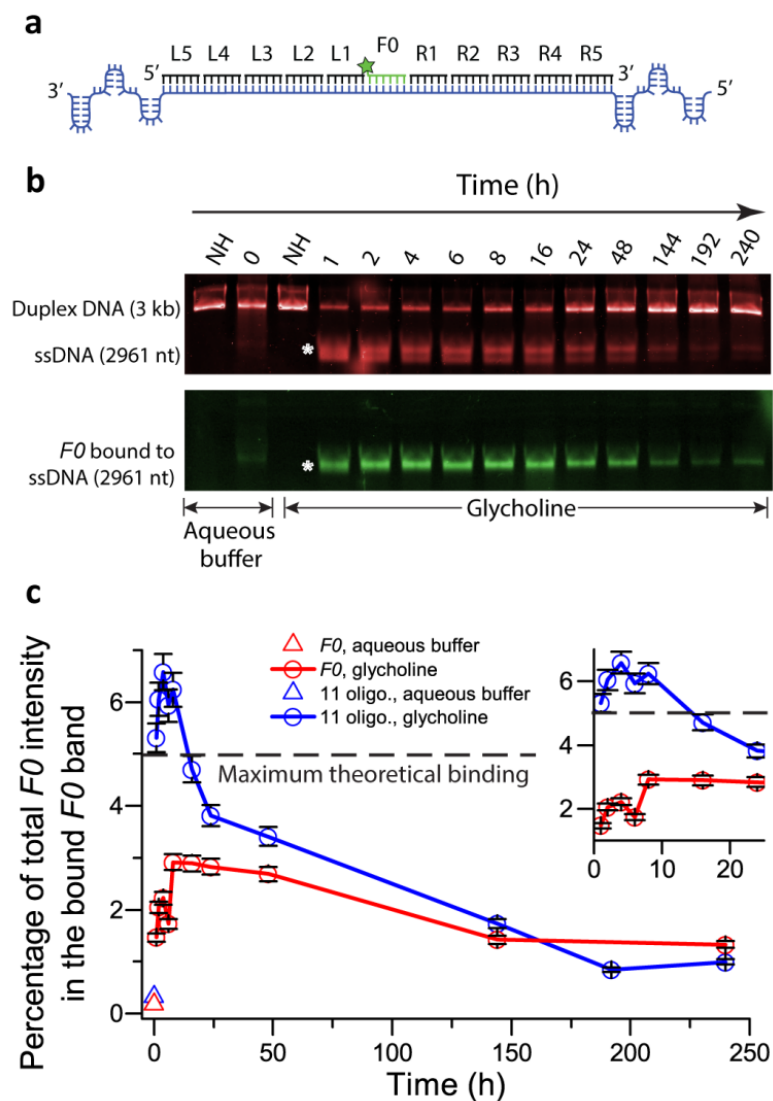 a
L5 L4 L3 L2 L1 F0 R1 R2 R3 R4 R5
3′ 5′ 3′ 5′
b
Time (h)
NH 0 NH 1 2 4 6 8 16 24 48 144 192 240
Duplex DNA (3 kb)
ssDNA (2961 nt)
*
F0 bound to
ssDNA (2961 nt)
*
Aqueous
buffer
Glycholine
c
Percentage of total F0 intensity
in the bound F0 band
6
4
2
0
F0, aqueous buffer
F0, glycholine
11 oligo., aqueous buffer
11 oligo., glycholine
Maximum theoretical binding
0 50 100 150 200 250
Time (h)
6
4
2
0 10 20